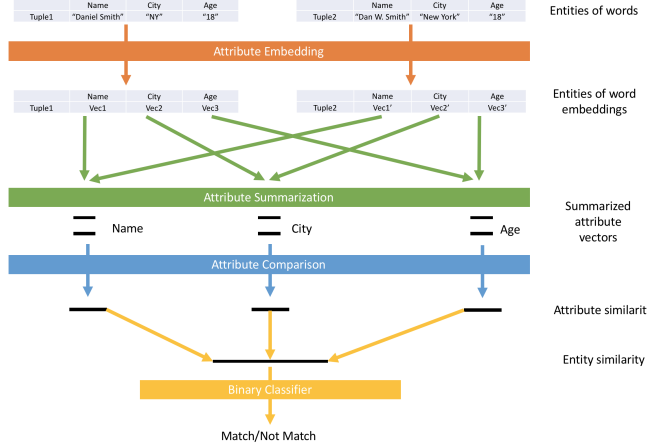 Name City Age Name City Age Entities of words
Tuple1 "Daniel Smith" "NY" "18" Tuple2 "Dan W. Smith" "New York" "18"
Attribute Embedding
Name City Age Name City Age Entities of word
Tuple1 Vec1 Vec2 Vec3 Tuple2 Vec1' Vec2' Vec3' embeddings
Attribute Summarization
Summarized
Name City Age attribute
vectors
Attribute Comparison
Attribute similarit
Entity similarity
Binary Classifier
Match/Not Match